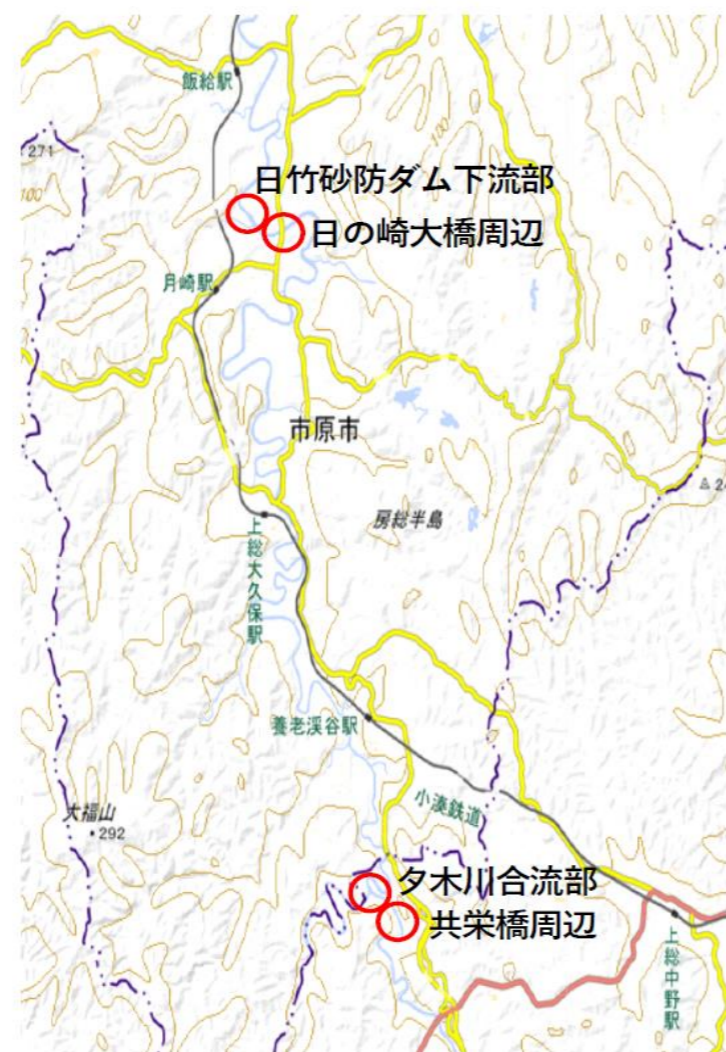 飯給駅
271
100
100
日竹砂防ダム下流部
日の崎大橋周辺
月崎駅
市原市
房総半島
上総大久保駅
養老渓谷駅
小湊鉄道
大福山
292
夕木川合流部
共栄橋周辺
上総中野駅